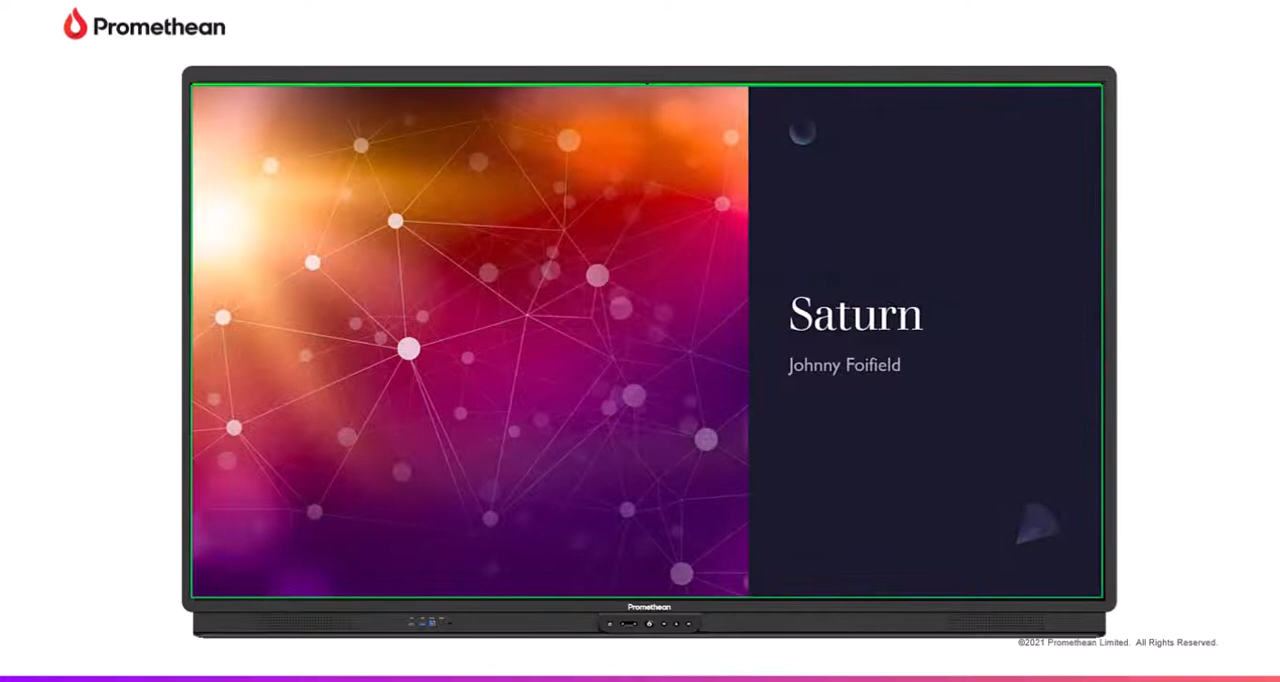 Promethean
Saturn
Johnny Foifield
Promethean
©2021 Promethean Limited. All Rights Reserved.